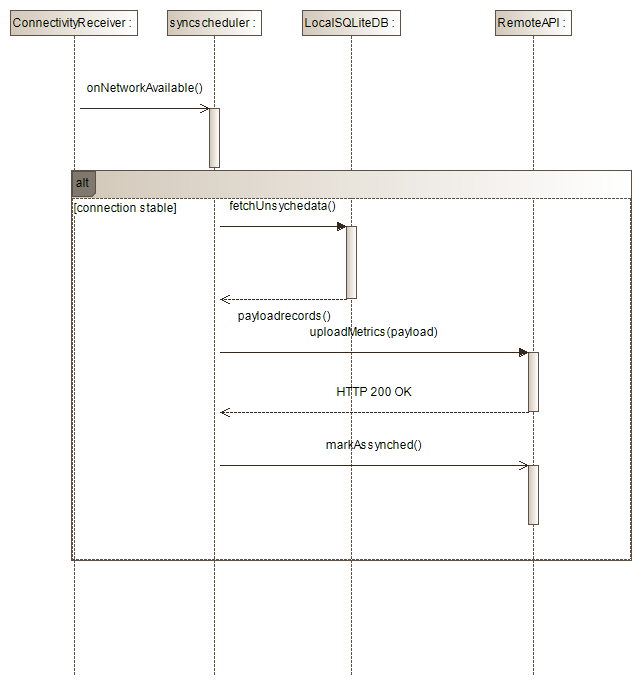 ConnectivityReceiver :
syncscheduler :
LocalSQLiteDB :
RemoteAPI :
onNetworkAvailable()
alt
[connection stable]
fetchUnsychedata()
payloadrecords()
uploadMetrics(payload)
HTTP 200 OK
markAssynched()